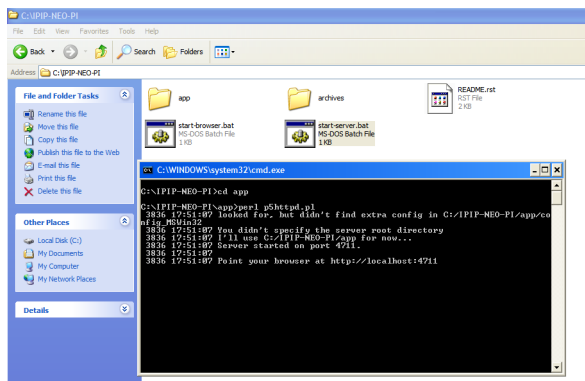 C:\IPIP-NEO-PI
File Edit View Favorites Tools Help
Back Search Folders
Address C:\IPIP-NEO-PI
File and Folder Tasks
Rename this file
Move this file
Copy this file
Publish this file to the Web
E-mail this file
Print this file
Delete this file
Other Places
Local Disk (C:)
My Documents
My Computer
My Network Places
Details
app
archives
README.rst
RST File
2 KB
start-browser.bat
MS-DOS Batch File
1 KB
start-server.bat
MS-DOS Batch File
1 KB
C:\WINDOWS\system32\cmd.exe
C:\IPIP-NEO-PI>cd app
C:\IPIP-NEO-PI\app>perl p5httpd.pl
3836 17:51:07 looked for, but didn't find extra config in C:/IPIP-NEO-PI/app/co
nfig_MSWin32
3836 17:51:07 You didn't specify the server root directory
3836 17:51:07 I'll use C:/IPIP-NEO-PI/app for now...
3836 17:51:07 Server started on port 4711.
3836 17:51:07
3836 17:51:07 Point your browser at http://localhost:4711